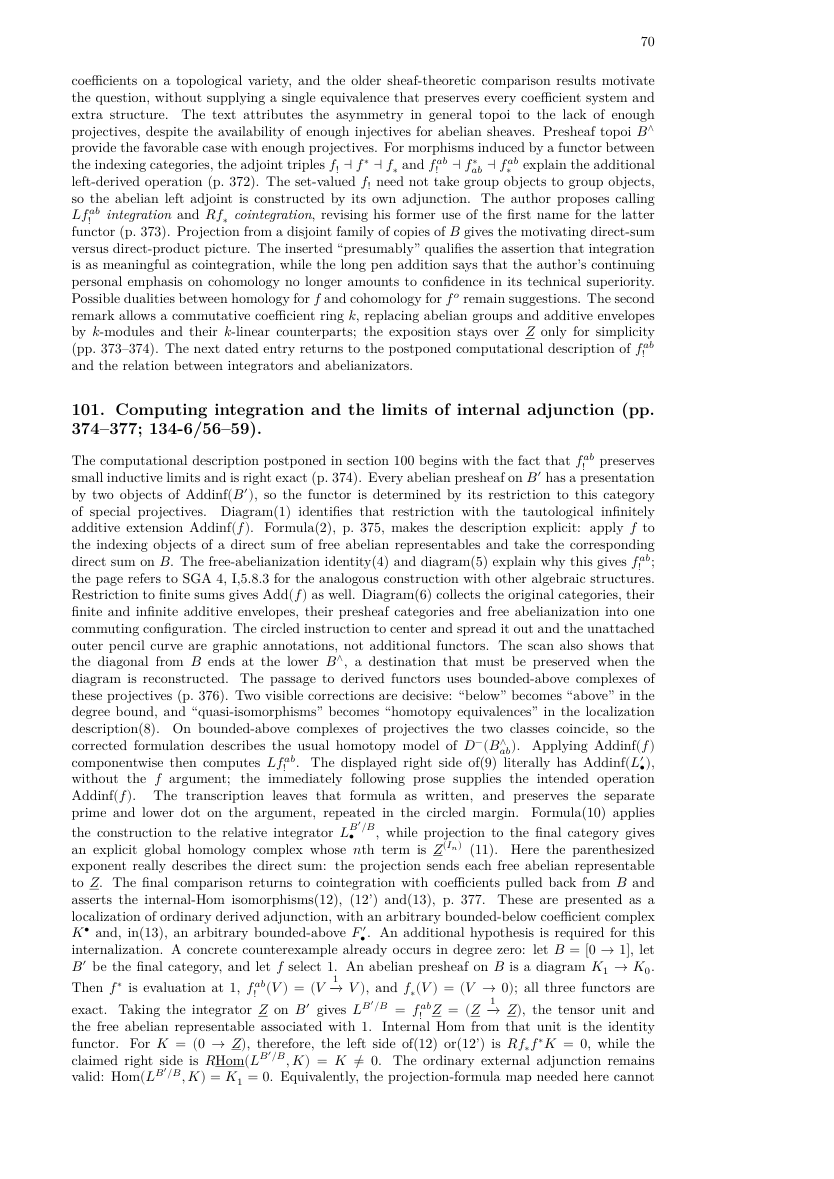 70
coefficients on a topological variety, and the older sheaf-theoretic comparison results motivate
the question, without supplying a single equivalence that preserves every coefficient system and
extra structure. The text attributes the asymmetry in general topoi to the lack of enough
projectives, despite the availability of enough injectives for abelian sheaves. Presheaf topoi B^∧
provide the favorable case with enough projectives. For morphisms induced by a functor between
the indexing categories, the adjoint triples f_! ⊣ f^* ⊣ f_* and f_!^{ab} ⊣ f_{ab}^* ⊣ f_*^{ab} explain the additional
left-derived operation (p. 372). The set-valued f_! need not take group objects to group objects,
so the abelian left adjoint is constructed by its own adjunction. The author proposes calling
Lf_!^{ab} integration and Rf_* cointegration, revising his former use of the first name for the latter
functor (p. 373). Projection from a disjoint family of copies of B gives the motivating direct-sum
versus direct-product picture. The inserted “presumably” qualifies the assertion that integration
is as meaningful as cointegration, while the long pen addition says that the author’s continuing
personal emphasis on cohomology no longer amounts to confidence in its technical superiority.
Possible dualities between homology for f and cohomology for f^o remain suggestions. The second
remark allows a commutative coefficient ring k, replacing abelian groups and additive envelopes
by k-modules and their k-linear counterparts; the exposition stays over Z only for simplicity
(pp. 373–374). The next dated entry returns to the postponed computational description of f_!^{ab}
and the relation between integrators and abelianizators.
101. Computing integration and the limits of internal adjunction (pp.
374–377; 134-6/56–59).
The computational description postponed in section 100 begins with the fact that f_!^{ab} preserves
small inductive limits and is right exact (p. 374). Every abelian presheaf on B′ has a presentation
by two objects of Addinf(B′), so the functor is determined by its restriction to this category
of special projectives. Diagram(1) identifies that restriction with the tautological infinitely
additive extension Addinf(f). Formula(2), p. 375, makes the description explicit: apply f to
the indexing objects of a direct sum of free abelian representables and take the corresponding
direct sum on B. The free-abelianization identity(4) and diagram(5) explain why this gives f_!^{ab};
the page refers to SGA 4, I,5.8.3 for the analogous construction with other algebraic structures.
Restriction to finite sums gives Add(f) as well. Diagram(6) collects the original categories, their
finite and infinite additive envelopes, their presheaf categories and free abelianization into one
commuting configuration. The circled instruction to center and spread it out and the unattached
outer pencil curve are graphic annotations, not additional functors. The scan also shows that
the diagonal from B ends at the lower B^∧, a destination that must be preserved when the
diagram is reconstructed. The passage to derived functors uses bounded-above complexes of
these projectives (p. 376). Two visible corrections are decisive: “below” becomes “above” in the
degree bound, and “quasi-isomorphisms” becomes “homotopy equivalences” in the localization
description(8). On bounded-above complexes of projectives the two classes coincide, so the
corrected formulation describes the usual homotopy model of D^−(B_{ab}^∧). Applying Addinf(f)
componentwise then computes Lf_!^{ab}. The displayed right side of(9) literally has Addinf(L′_•),
without the f argument; the immediately following prose supplies the intended operation
Addinf(f). The transcription leaves that formula as written, and preserves the separate
prime and lower dot on the argument, repeated in the circled margin. Formula(10) applies
the construction to the relative integrator L_•^{B′/B}, while projection to the final category gives
an explicit global homology complex whose nth term is Z^{(I_n)} (11). Here the parenthesized
exponent really describes the direct sum: the projection sends each free abelian representable
to Z. The final comparison returns to cointegration with coefficients pulled back from B and
asserts the internal-Hom isomorphisms(12), (12’) and(13), p. 377. These are presented as a
localization of ordinary derived adjunction, with an arbitrary bounded-below coefficient complex
K^• and, in(13), an arbitrary bounded-above F′_•. An additional hypothesis is required for this
internalization. A concrete counterexample already occurs in degree zero: let B = [0 → 1], let
B′ be the final category, and let f select 1. An abelian presheaf on B is a diagram K_1 → K_0.
Then f^* is evaluation at 1, f_!^{ab}(V) = (V →^1 V), and f_*(V) = (V → 0); all three functors are
exact. Taking the integrator Z on B′ gives L^{B′/B} = f_!^{ab}Z = (Z →^1 Z), the tensor unit and
the free abelian representable associated with 1. Internal Hom from that unit is the identity
functor. For K = (0 → Z), therefore, the left side of(12) or(12’) is Rf_*f^*K = 0, while the
claimed right side is RHom(L^{B′/B}, K) = K ≠ 0. The ordinary external adjunction remains
valid: Hom(L^{B′/B}, K) = K_1 = 0. Equivalently, the projection-formula map needed here cannot